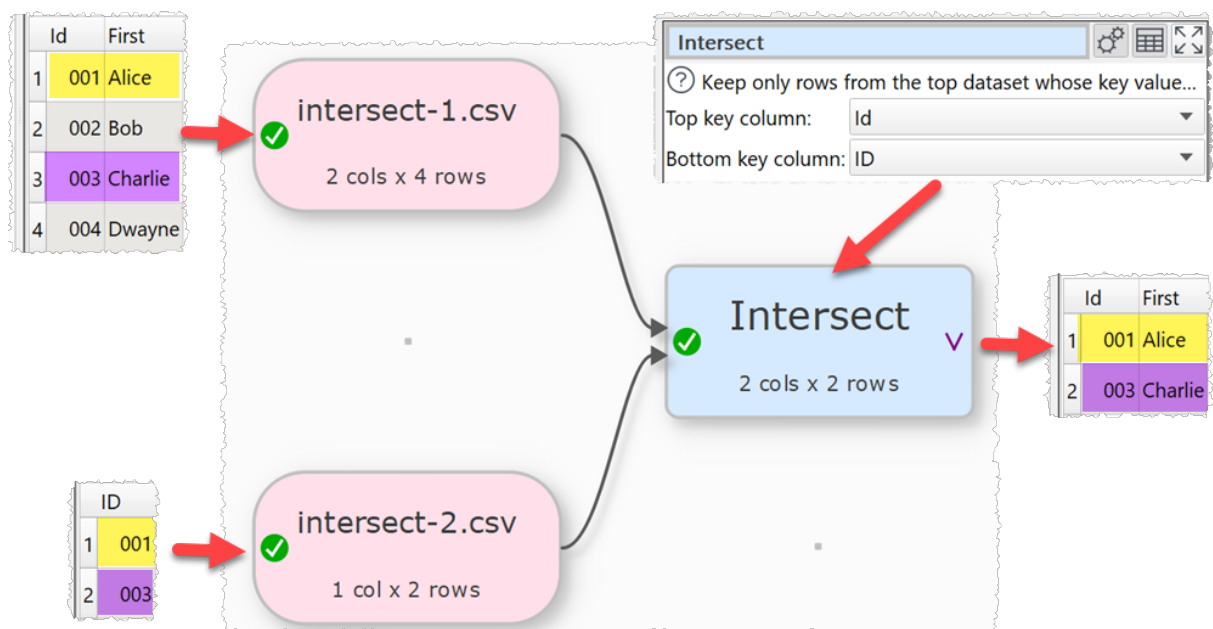 Id First
1 001 Alice
2 002 Bob
3 003 Charlie
4 004 Dwayne
intersect-1.csv
2 cols x 4 rows
Intersect
Keep only rows from the top dataset whose key value...
Top key column: Id
Bottom key column: ID
Intersect
V
2 cols x 2 rows
Id First
1 001 Alice
2 003 Charlie
ID
1 001
2 003
intersect-2.csv
1 col x 2 rows